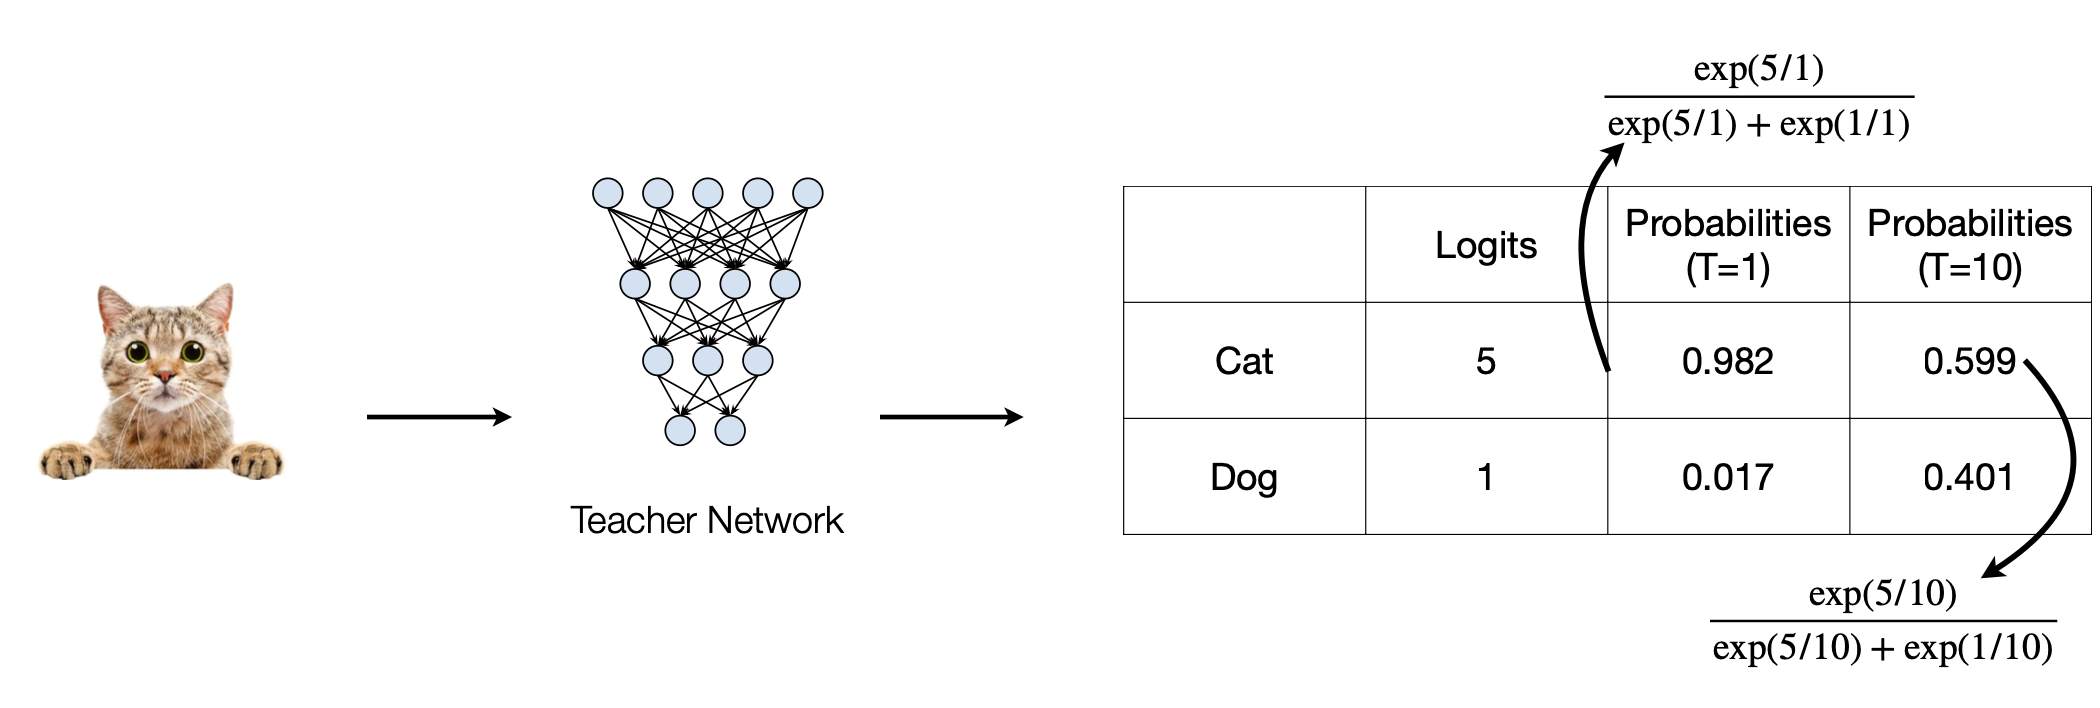 exp(5/1)
exp(5/1) + exp(1/1)
Logits
Probabilities
(T=1)
Probabilities
(T=10)
Cat 5 0.982 0.599
Dog 1 0.017 0.401
Teacher Network
exp(5/10)
exp(5/10) + exp(1/10)